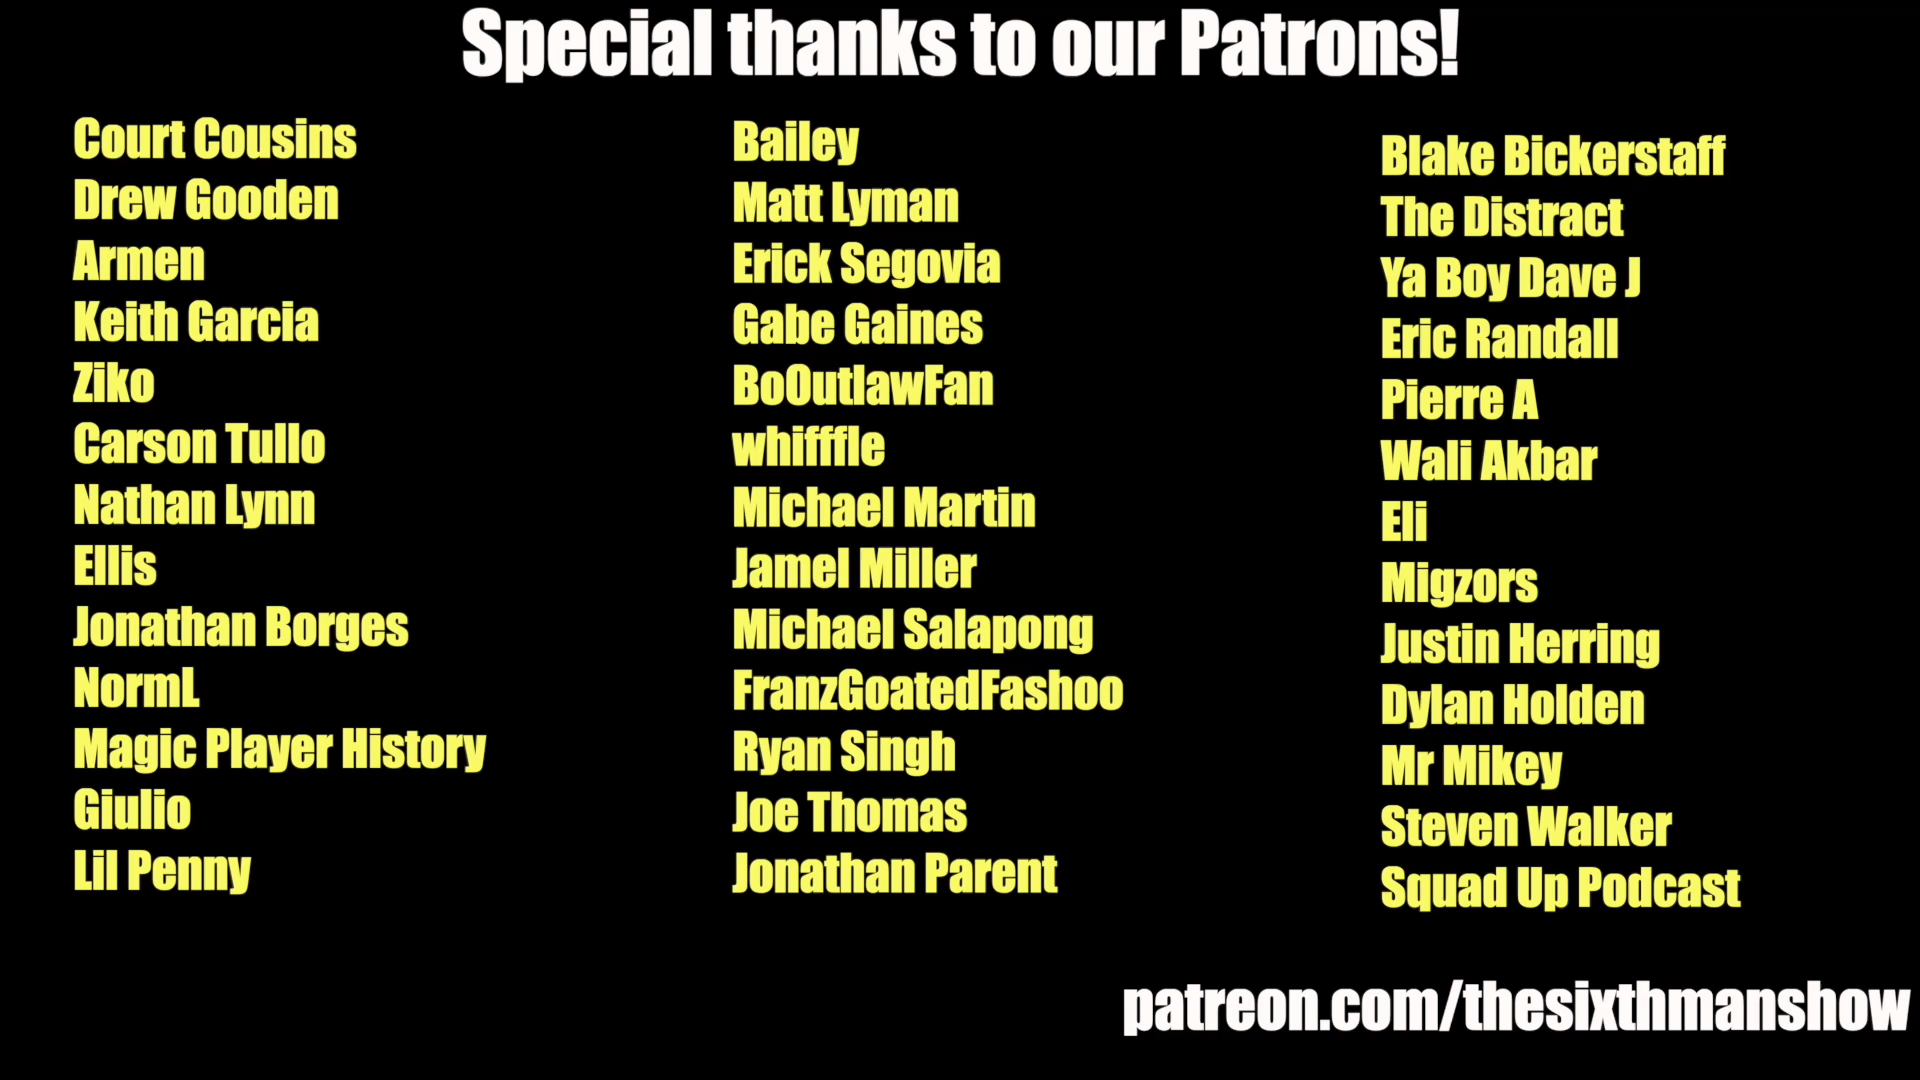 Special thanks to our Patrons!
Court Cousins
Drew Gooden
Armen
Keith Garcia
Ziko
Carson Tullo
Nathan Lynn
Ellis
Jonathan Borges
NormL
Magic Player History
Giulio
Lil Penny
Bailey
Matt Lyman
Erick Segovia
Gabe Gaines
BoOutlawFan
whifffle
Michael Martin
Jamel Miller
Michael Salapong
FranzGoatedFashoo
Ryan Singh
Joe Thomas
Jonathan Parent
Blake Bickerstaff
The Distract
Ya Boy Dave J
Eric Randall
Pierre A
Wali Akbar
Eli
Migzors
Justin Herring
Dylan Holden
Mr Mikey
Steven Walker
Squad Up Podcast
patreon.com/thesixthmanshow